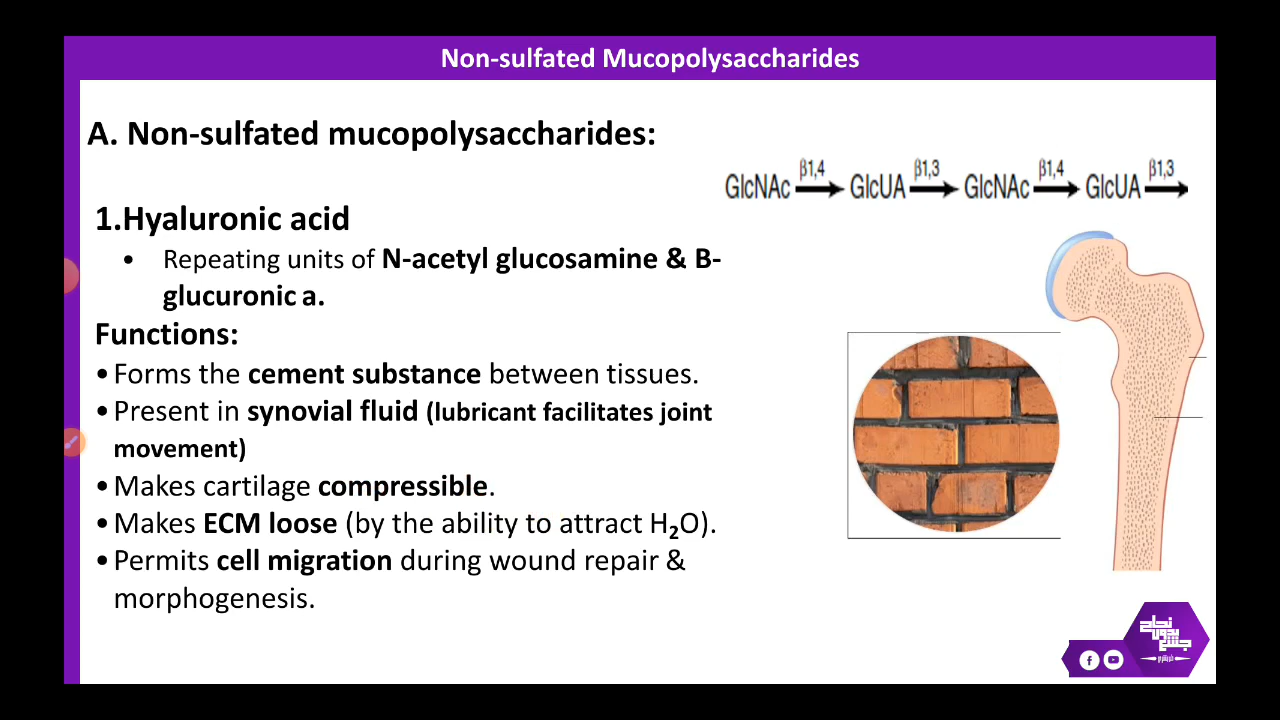 Non-sulfated Mucopolysaccharides
A. Non-sulfated mucopolysaccharides:
GlcNAc β1,4 GlcUA β1,3 GlcNAc β1,4 GlcUA β1,3
1.Hyaluronic acid
• Repeating units of N-acetyl glucosamine & B-
glucuronic a.
Functions:
• Forms the cement substance between tissues.
• Present in synovial fluid (lubricant facilitates joint
movement)
• Makes cartilage compressible.
• Makes ECM loose (by the ability to attract H₂O).
• Permits cell migration during wound repair &
morphogenesis.
نجاح
بدون
جشع